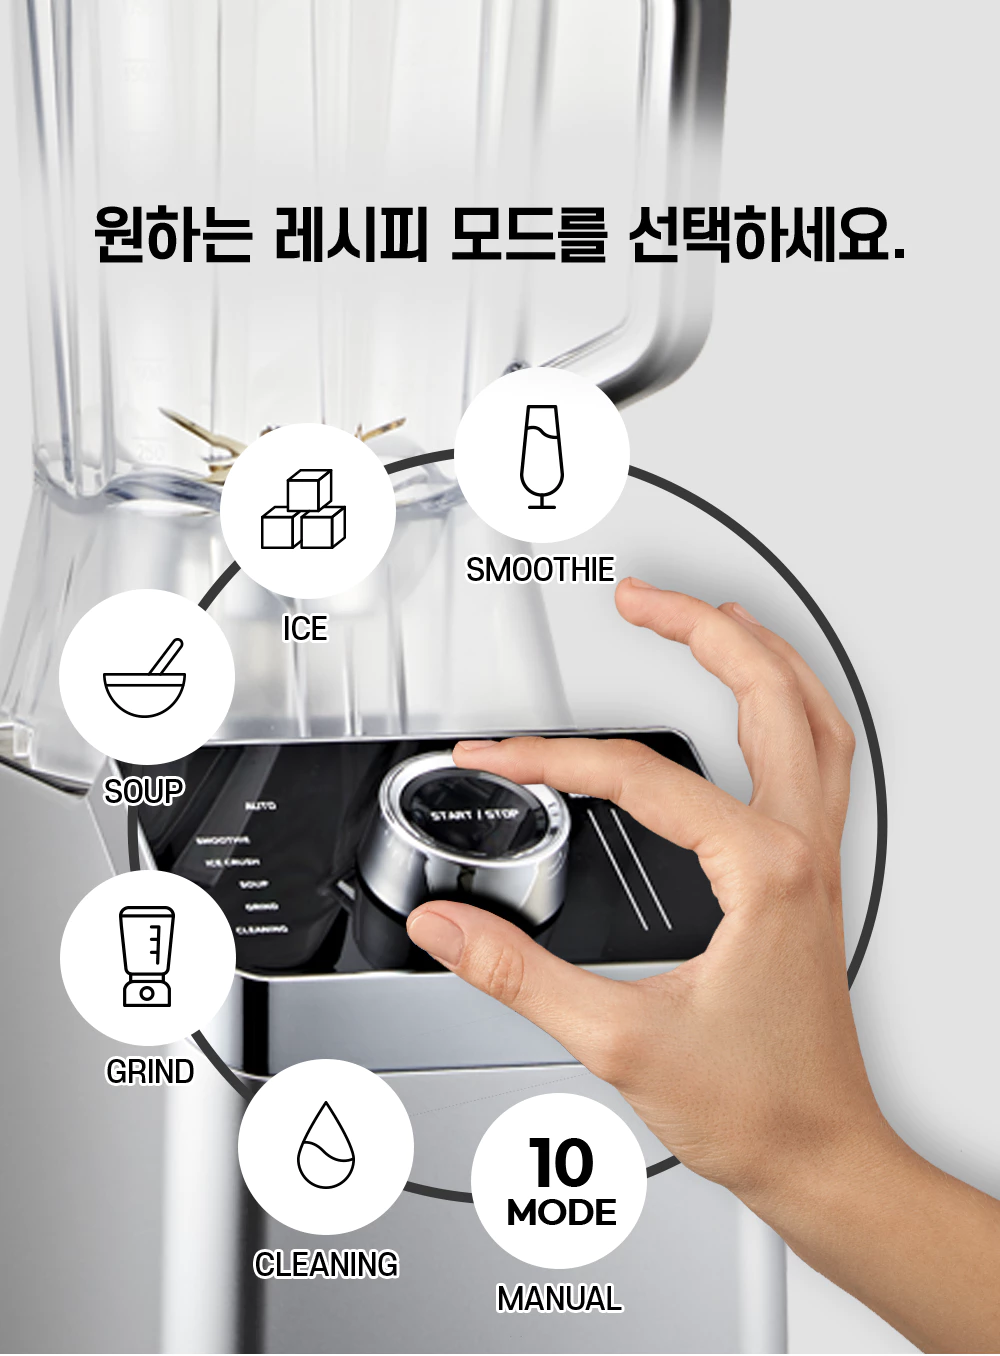 원하는 레시피 모드를 선택하세요.
SMOOTHIE
ICE
SOUP
AUTO
START | STOP
SMOOTHIE
ICE CRUSH
SOUP
GRIND
CLEANING
GRIND
10
MODE
CLEANING
MANUAL